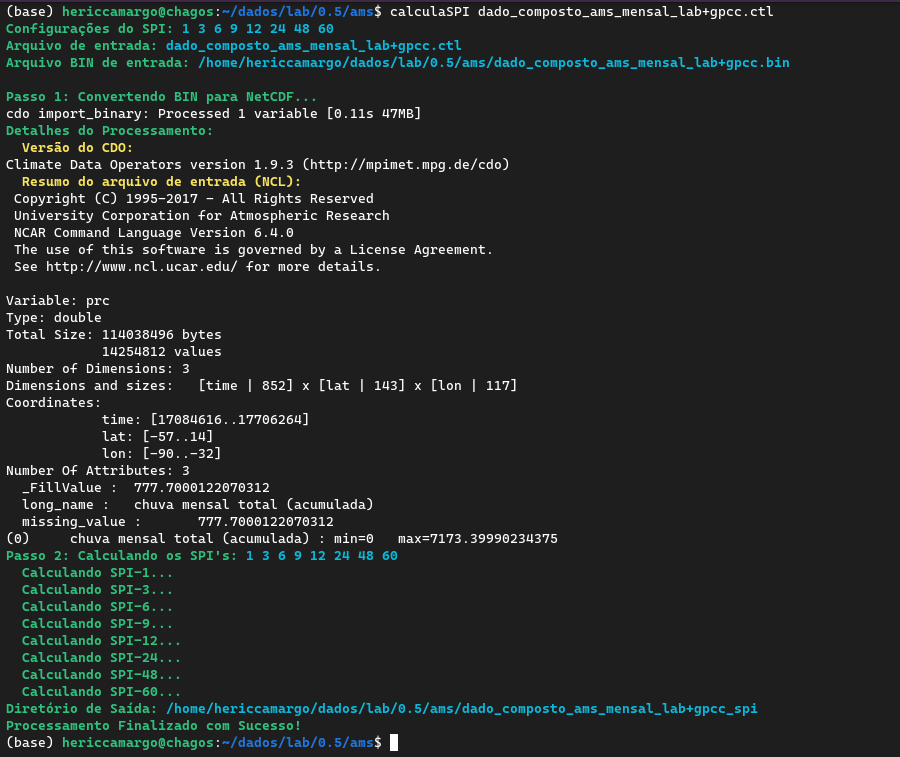 (base) hericcamargo@chagos:~/dados/lab/0.5/ams$ calculaSPI dado_composto_ams_mensal_lab+gpcc.ctl
Configurações do SPI: 1 3 6 9 12 24 48 60
Arquivo de entrada: dado_composto_ams_mensal_lab+gpcc.ctl
Arquivo BIN de entrada: /home/hericcamargo/dados/lab/0.5/ams/dado_composto_ams_mensal_lab+gpcc.bin

Passo 1: Convertendo BIN para NetCDF...
cdo import_binary: Processed 1 variable [0.11s 47MB]
Detalhes do Processamento:
  Versão do CDO:
Climate Data Operators version 1.9.3 (http://mpimet.mpg.de/cdo)
  Resumo do arquivo de entrada (NCL):
 Copyright (C) 1995-2017 - All Rights Reserved
 University Corporation for Atmospheric Research
 NCAR Command Language Version 6.4.0
 The use of this software is governed by a License Agreement.
 See http://www.ncl.ucar.edu/ for more details.

Variable: prc
Type: double
Total Size: 114038496 bytes
            14254812 values
Number of Dimensions: 3
Dimensions and sizes:   [time | 852] x [lat | 143] x [lon | 117]
Coordinates:
            time: [17084616..17706264]
            lat: [-57..14]
            lon: [-90..-32]
Number Of Attributes: 3
  _FillValue :  777.7000122070312
  long_name :   chuva mensal total (acumulada)
  missing_value :       777.7000122070312
(0)     chuva mensal total (acumulada) : min=0   max=7173.39990234375
Passo 2: Calculando os SPI's: 1 3 6 9 12 24 48 60
  Calculando SPI-1...
  Calculando SPI-3...
  Calculando SPI-6...
  Calculando SPI-9...
  Calculando SPI-12...
  Calculando SPI-24...
  Calculando SPI-48...
  Calculando SPI-60...
Diretório de Saída: /home/hericcamargo/dados/lab/0.5/ams/dado_composto_ams_mensal_lab+gpcc_spi
Processamento Finalizado com Sucesso!
(base) hericcamargo@chagos:~/dados/lab/0.5/ams$